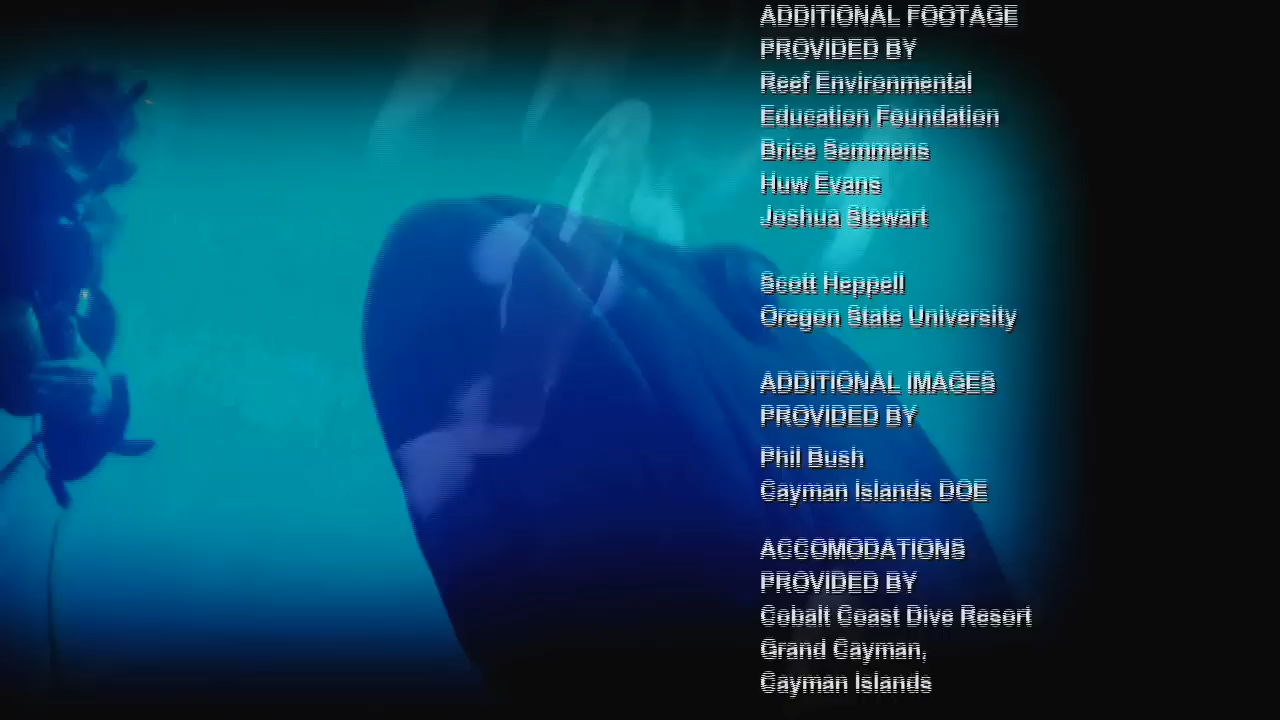 ADDITIONAL FOOTAGE
PROVIDED BY
Reef Environmental
Education Foundation
Brice Semmens
Huw Evans
Joshua Stewart
Scott Heppell
Oregon State University
ADDITIONAL IMAGES
PROVIDED BY
Phil Bush
Cayman Islands DOE
ACCOMODATIONS
PROVIDED BY
Cobalt Coast Dive Resort
Grand Cayman,
Cayman Islands